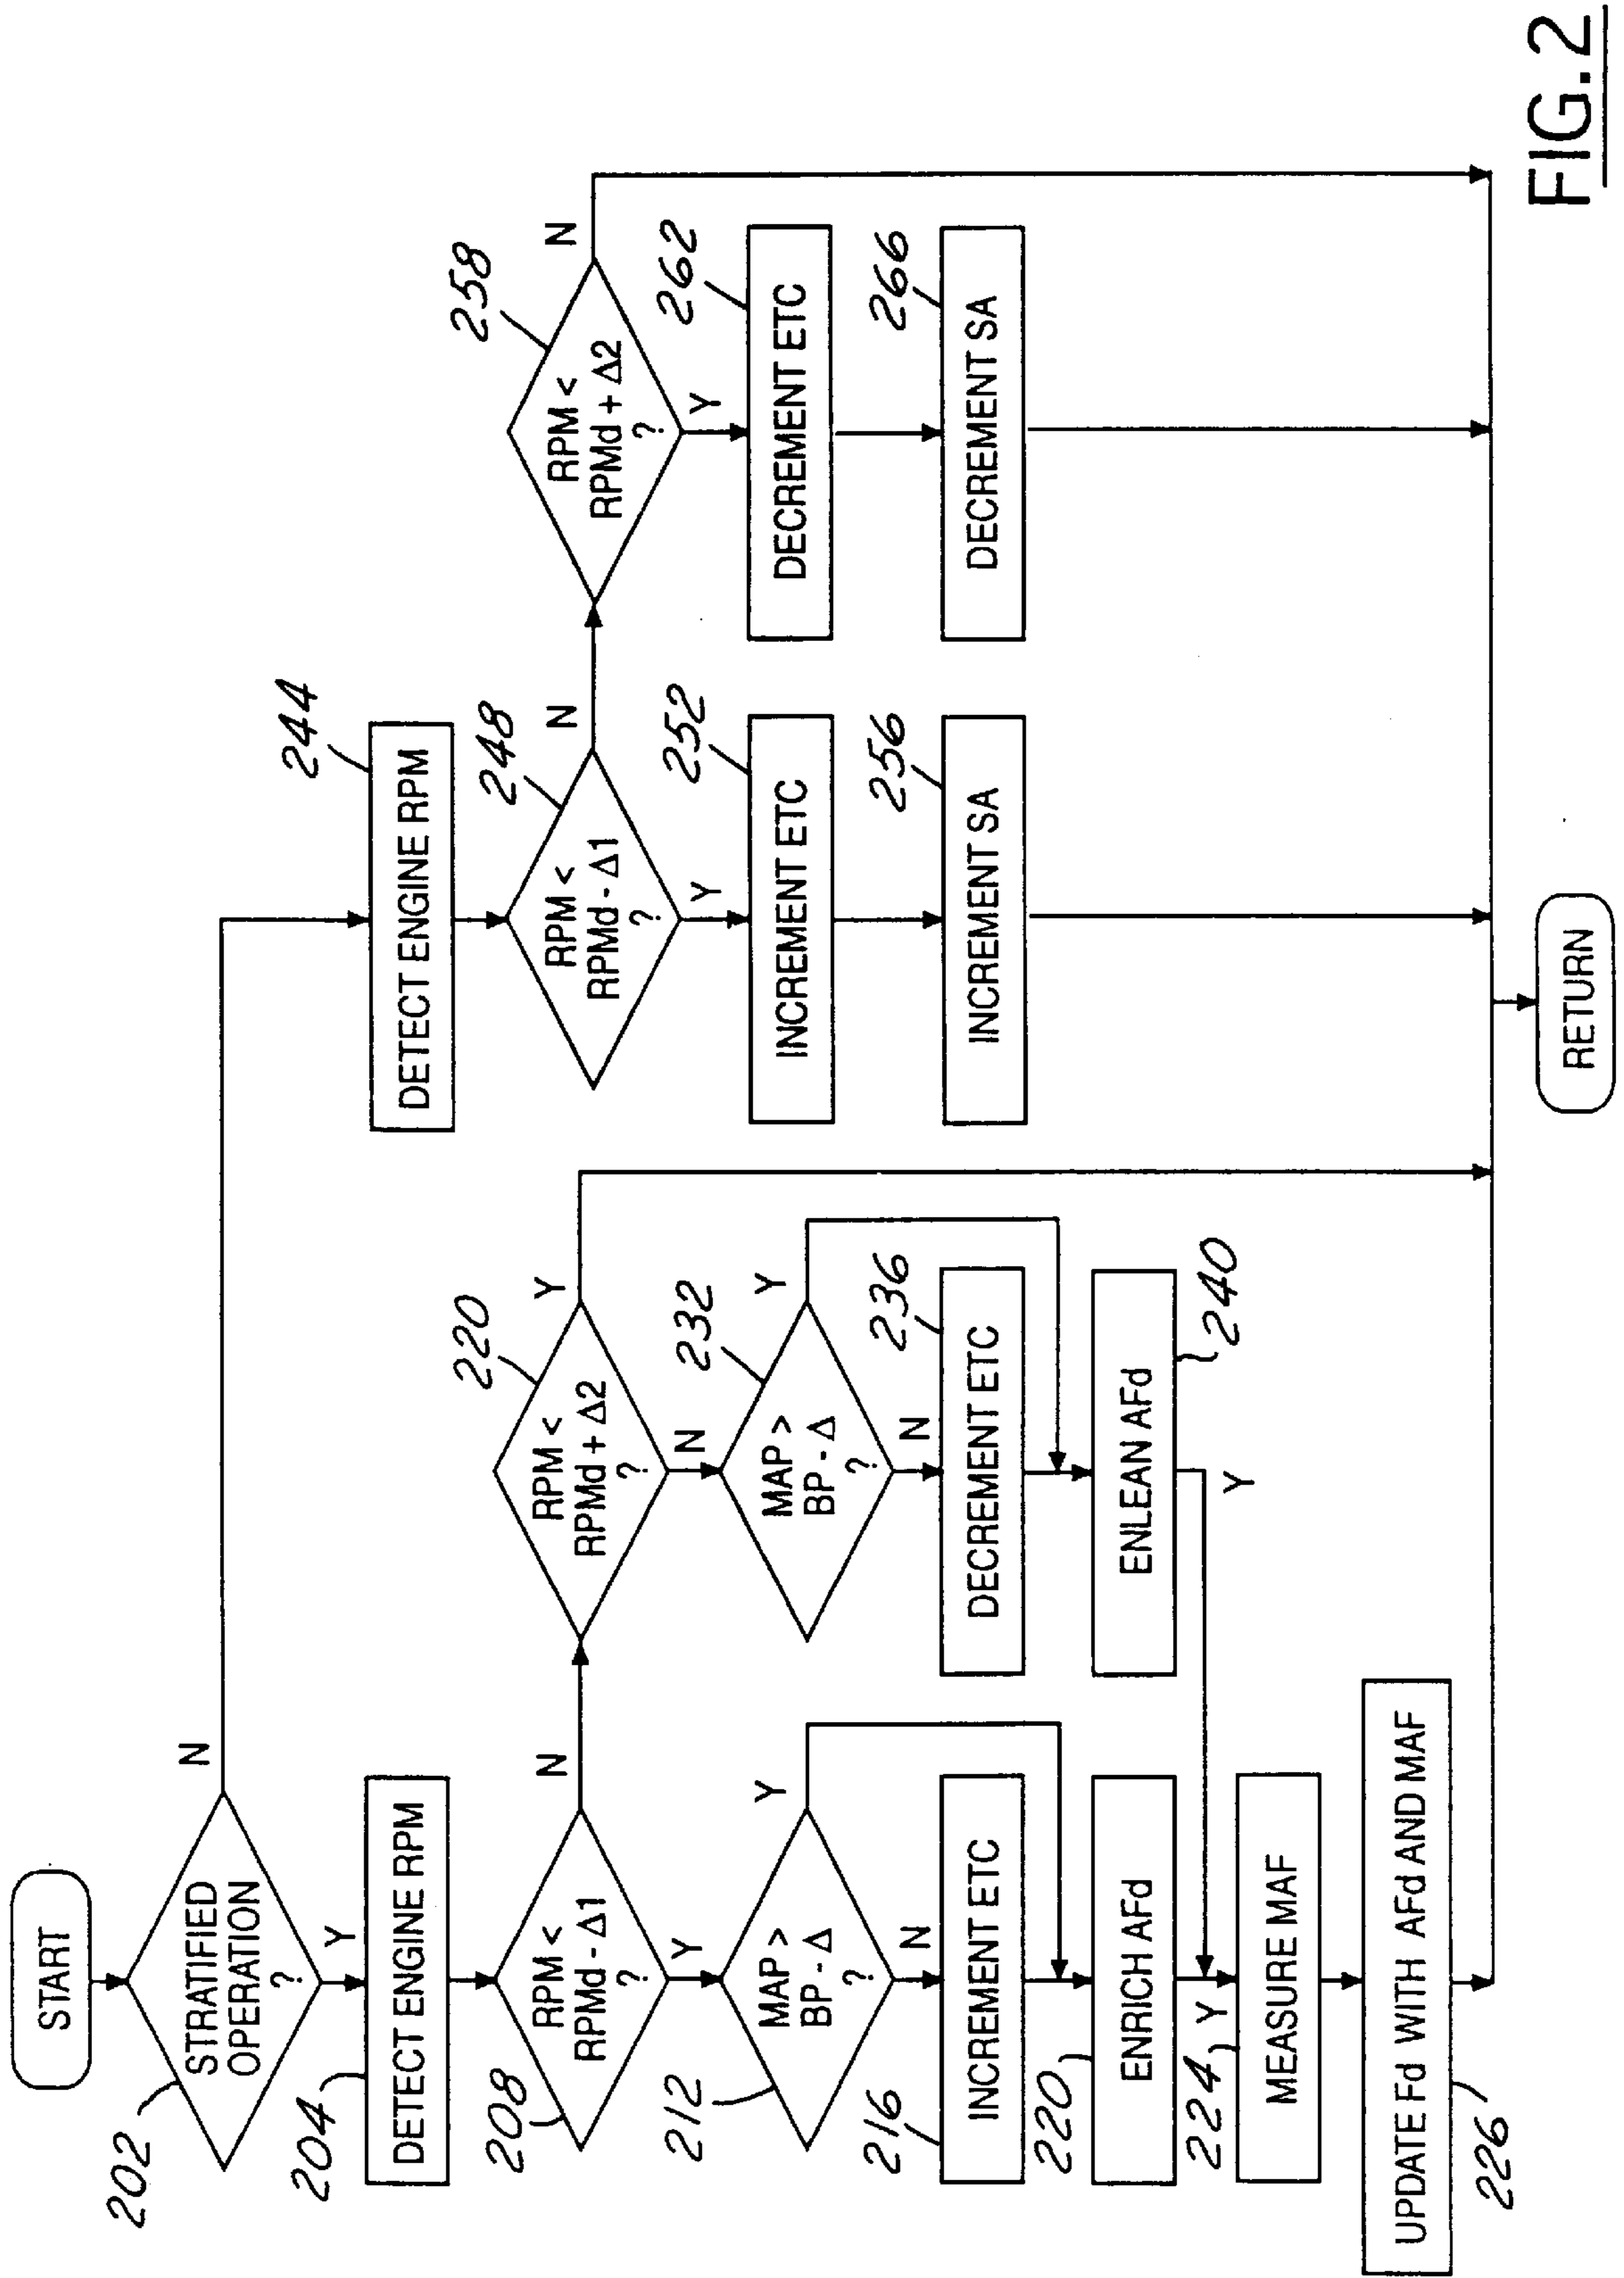 START
202
STRATIFIED
OPERATION
?
N
Y
204
DETECT ENGINE RPM
244
DETECT ENGINE RPM
208
RPM <
RPMd - Δ1
?
N
Y
220
RPM <
RPMd + Δ2
?
Y
N
248
RPM <
RPMd - Δ1
?
N
Y
258
RPM <
RPMd + Δ2
?
N
Y
212
MAP >
BP - Δ
?
Y
N
232
MAP >
BP - Δ
?
Y
N
252
INCREMENT ETC
262
DECREMENT ETC
216
INCREMENT ETC
236
DECREMENT ETC
256
INCREMENT SA
266
DECREMENT SA
220
ENRICH AFd
ENLEAN AFd
240
Y
Y
224
MEASURE MAF
UPDATE Fd WITH AFd AND MAF
226
RETURN
FIG.2